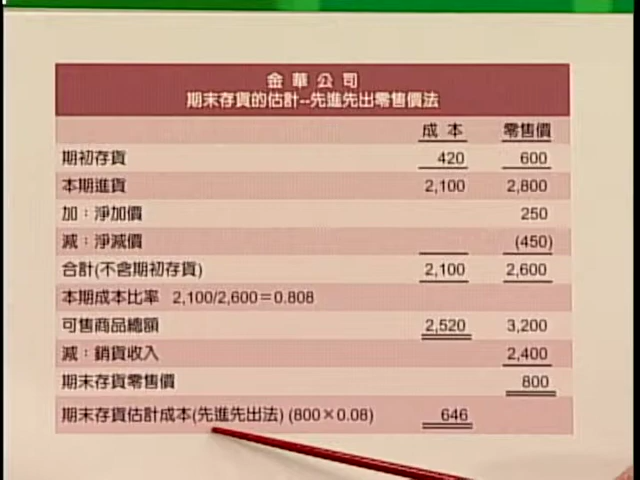 金華公司
期末存貨的估計--先進先出零售價法
成本 零售價
期初存貨 420 600
本期進貨 2,100 2,800
加：淨加價 250
減：淨減價 (450)
合計(不含期初存貨) 2,100 2,600
本期成本比率 2,100/2,600＝0.808
可售商品總額 2,520 3,200
減：銷貨收入 2,400
期末存貨零售價 800
期末存貨估計成本(先進先出法) (800×0.08) 646